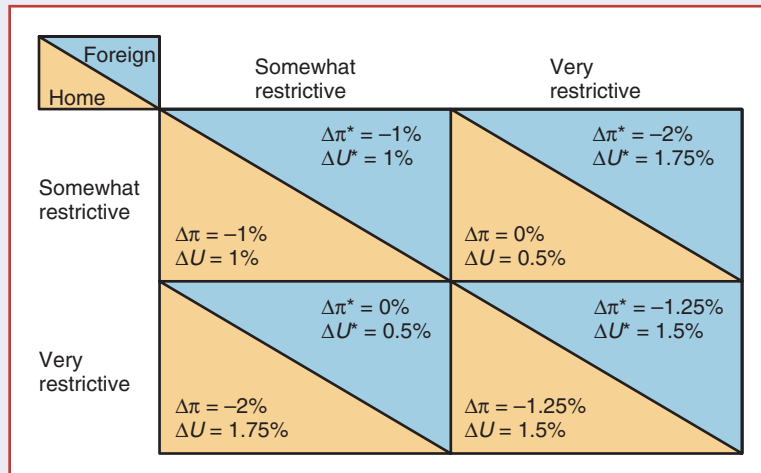 Foreign
Home
Somewhat
restrictive
Very
restrictive
Somewhat
restrictive
Δπ* = –1%
ΔU* = 1%
Δπ = –1%
ΔU = 1%
Δπ* = –2%
ΔU* = 1.75%
Δπ = 0%
ΔU = 0.5%
Very
restrictive
Δπ* = 0%
ΔU* = 0.5%
Δπ = –2%
ΔU = 1.75%
Δπ* = –1.25%
ΔU* = 1.5%
Δπ = –1.25%
ΔU = 1.5%